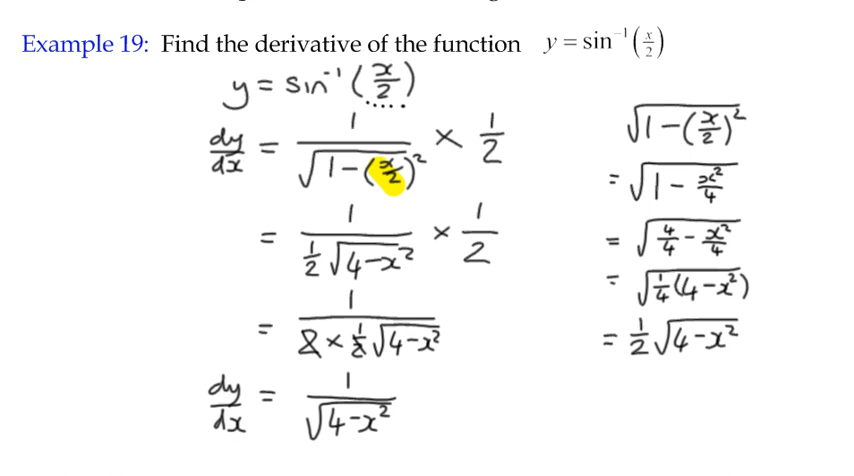 Example 19: Find the derivative of the function y = sin⁻¹(x/2)
y = sin⁻¹(x/2)
dy/dx = 1/√(1-(x/2)²) × 1/2
= 1/(1/2 √(4-x²)) × 1/2
= 1/(2 × 1/2 √(4-x²))
dy/dx = 1/√(4-x²)
√(1-(x/2)²)
= √(1 - x²/4)
= √(4/4 - x²/4)
= √(1/4(4-x²))
= 1/2 √(4-x²)